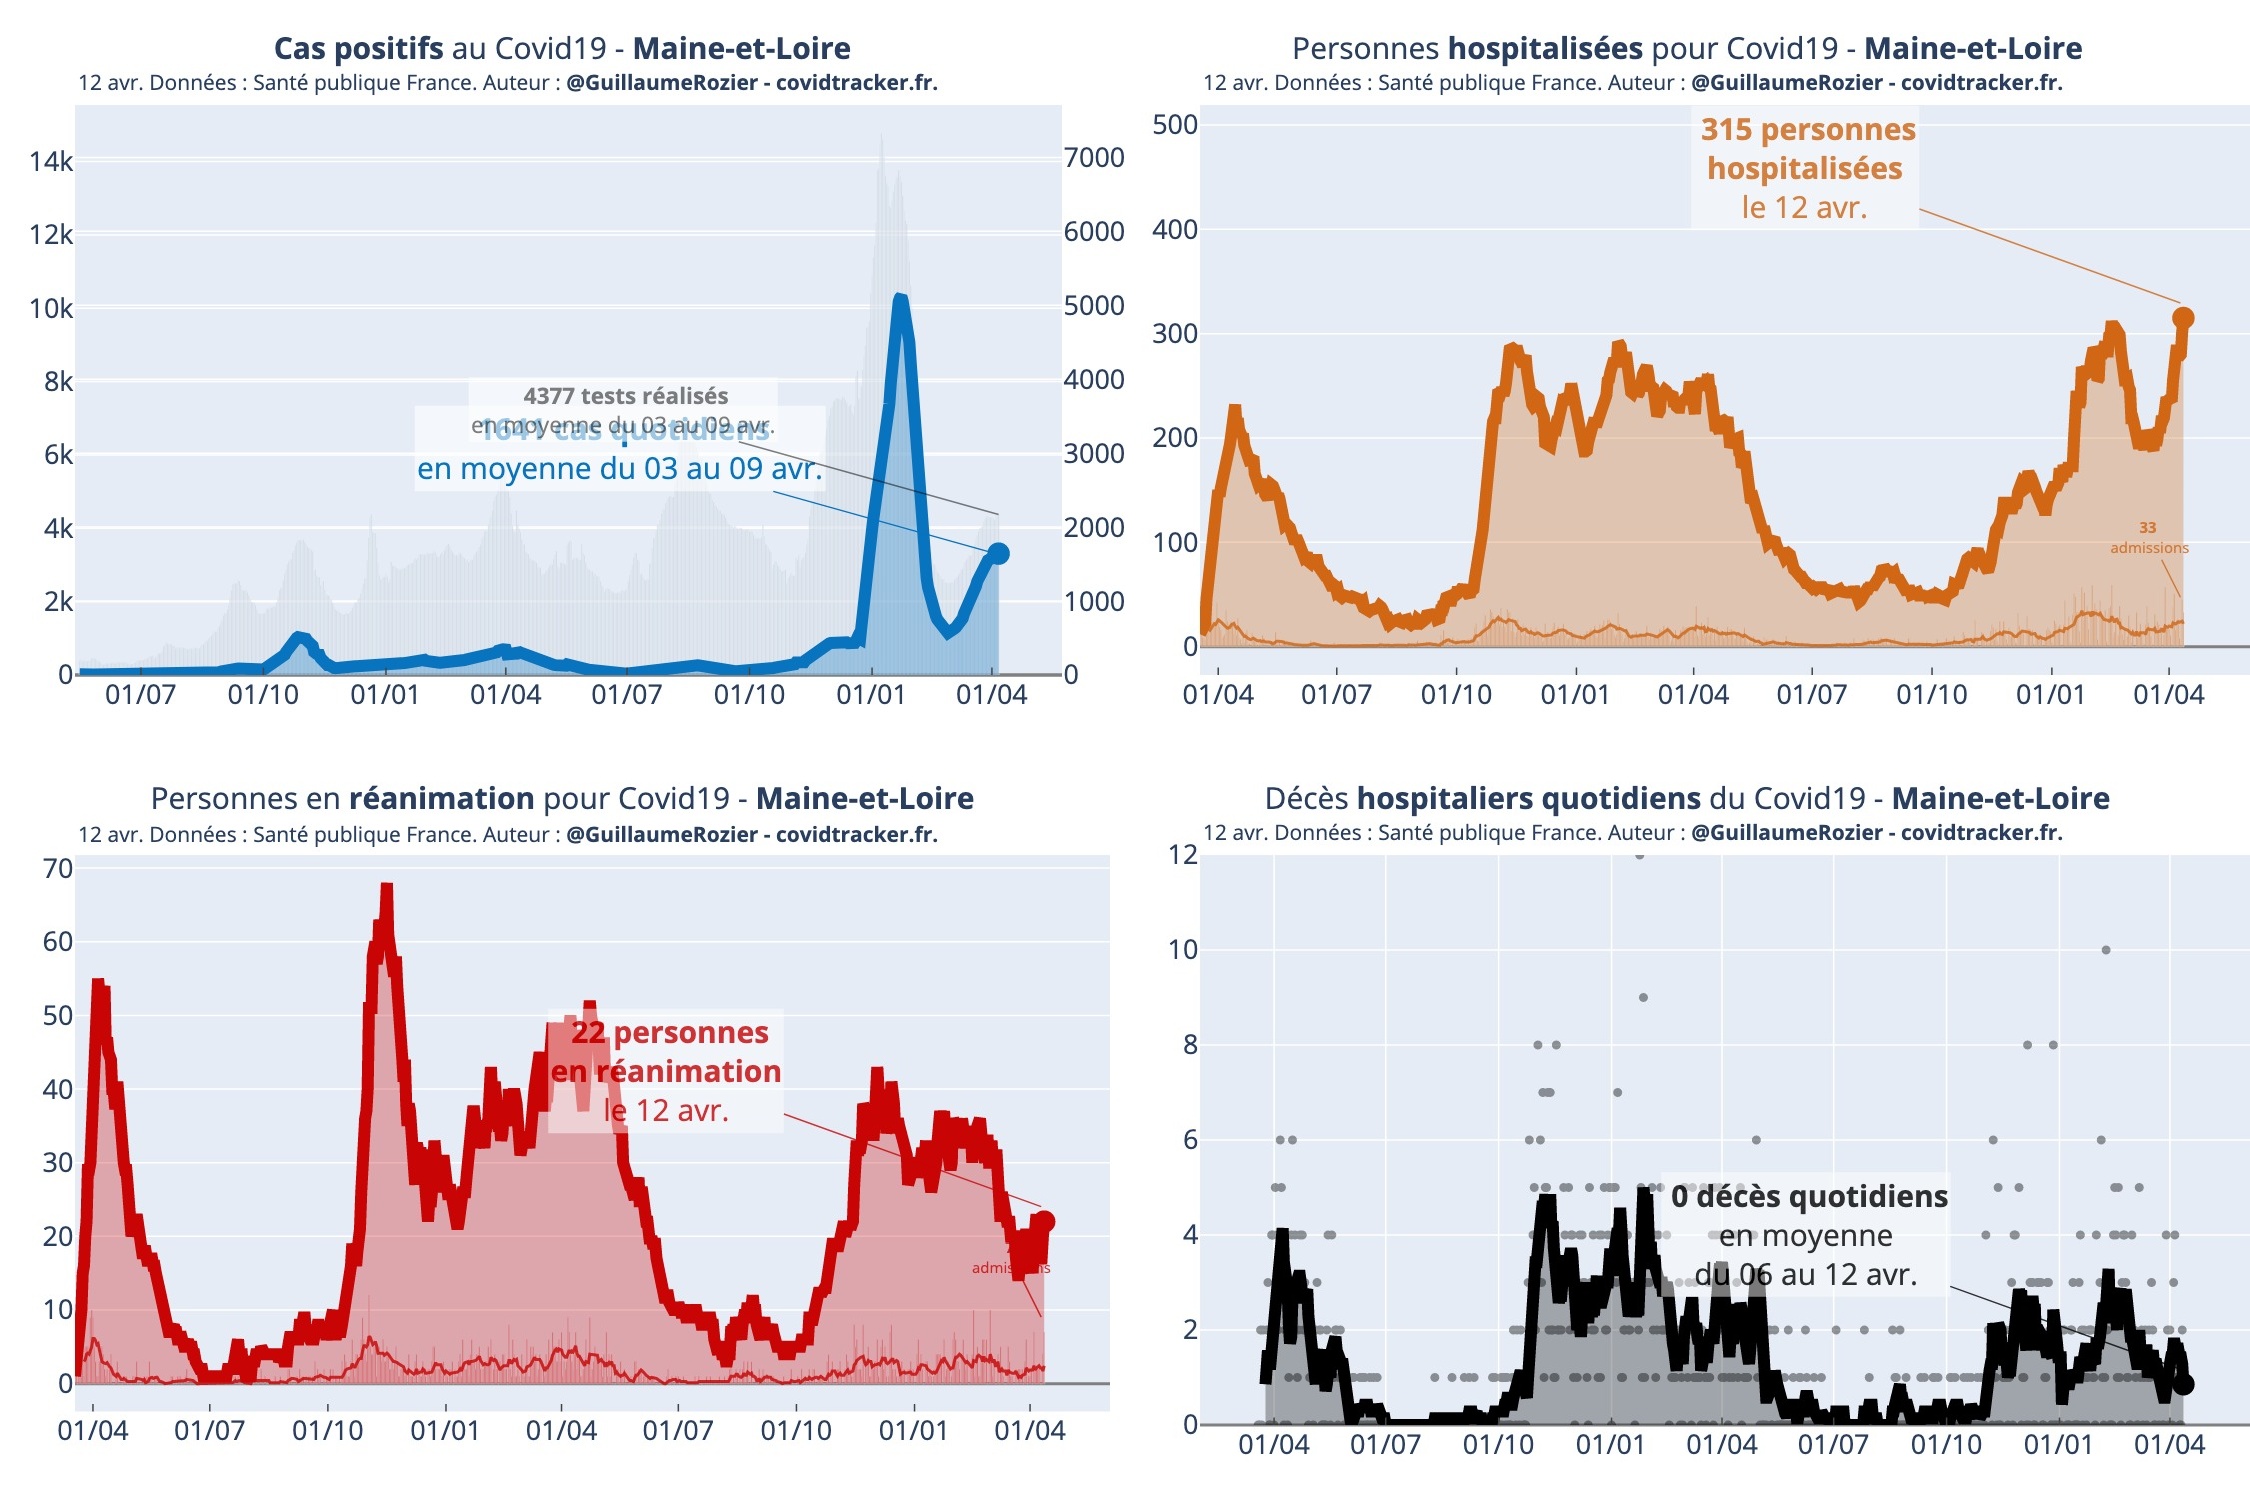 Cas positifs au Covid19 - Maine-et-Loire
12 avr. Données : Santé publique France. Auteur : @GuillaumeRozier - covidtracker.fr.
14k
12k
10k
8k
6k
4k
2k
0
7000
6000
5000
4000
3000
2000
1000
0
4377 tests réalisés
en moyenne du 03 au 09 avr.
1641 cas quotidiens
en moyenne du 03 au 09 avr.
01/07 01/10 01/01 01/04 01/07 01/10 01/01 01/04
Personnes hospitalisées pour Covid19 - Maine-et-Loire
12 avr. Données : Santé publique France. Auteur : @GuillaumeRozier - covidtracker.fr.
500
400
300
200
100
0
315 personnes
hospitalisées
le 12 avr.
33
admissions
01/04 01/07 01/10 01/01 01/04 01/07 01/10 01/01 01/04
Personnes en réanimation pour Covid19 - Maine-et-Loire
12 avr. Données : Santé publique France. Auteur : @GuillaumeRozier - covidtracker.fr.
70
60
50
40
30
20
10
0
22 personnes
en réanimation
le 12 avr.
admissions
01/04 01/07 01/10 01/01 01/04 01/07 01/10 01/01 01/04
Décès hospitaliers quotidiens du Covid19 - Maine-et-Loire
12 avr. Données : Santé publique France. Auteur : @GuillaumeRozier - covidtracker.fr.
12
10
8
6
4
2
0
0 décès quotidiens
en moyenne
du 06 au 12 avr.
01/04 01/07 01/10 01/01 01/04 01/07 01/10 01/01 01/04